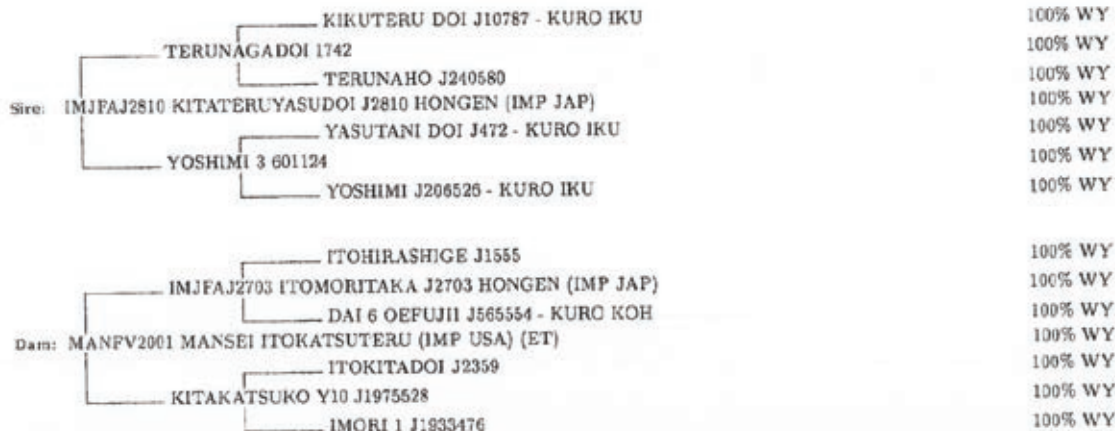 KIKUTERU DOI J10787 - KURO IKU 100% WY
TERUNAGADOI 1742 100% WY
TERUNAHO J240580 100% WY
Sire: IMJFAJ2810 KITATERUYASUDOI J2810 HONGEN (IMP JAP) 100% WY
YASUTANI DOI J472 - KURO IKU 100% WY
YOSHIMI 3 601124 100% WY
YOSHIMI J206526 - KURO IKU 100% WY
ITOHIRASHIGE J1555 100% WY
IMJFAJ2703 ITOMORITAKA J2703 HONGEN (IMP JAP) 100% WY
DAI 6 OEFUJII J565554 - KURO KOH 100% WY
Dam: MANFV2001 MANSEI ITOKATSUTERU (IMP USA) (ET) 100% WY
ITOKITADOI J2359 100% WY
KITAKATSUKO Y10 J1975528 100% WY
IMORI 1 J1933476 100% WY